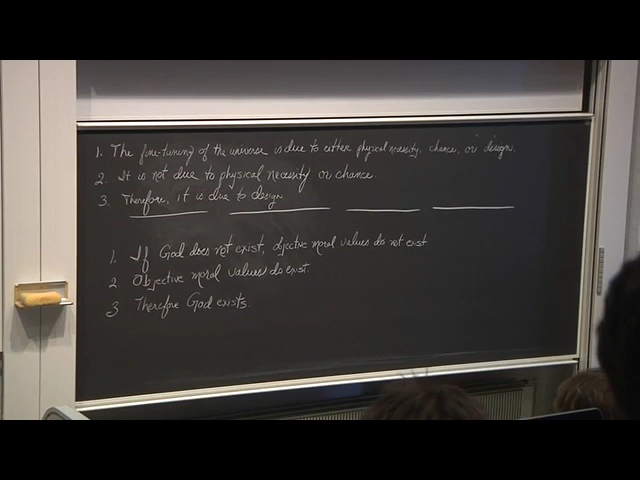 1. The fine-tuning of the universe is due to either physical necessity, chance, or design.
2. It is not due to physical necessity or chance.
3. Therefore, it is due to design
1. If God does not exist, objective moral values do not exist
2 Objective moral values do exist.
3 Therefore God exists.